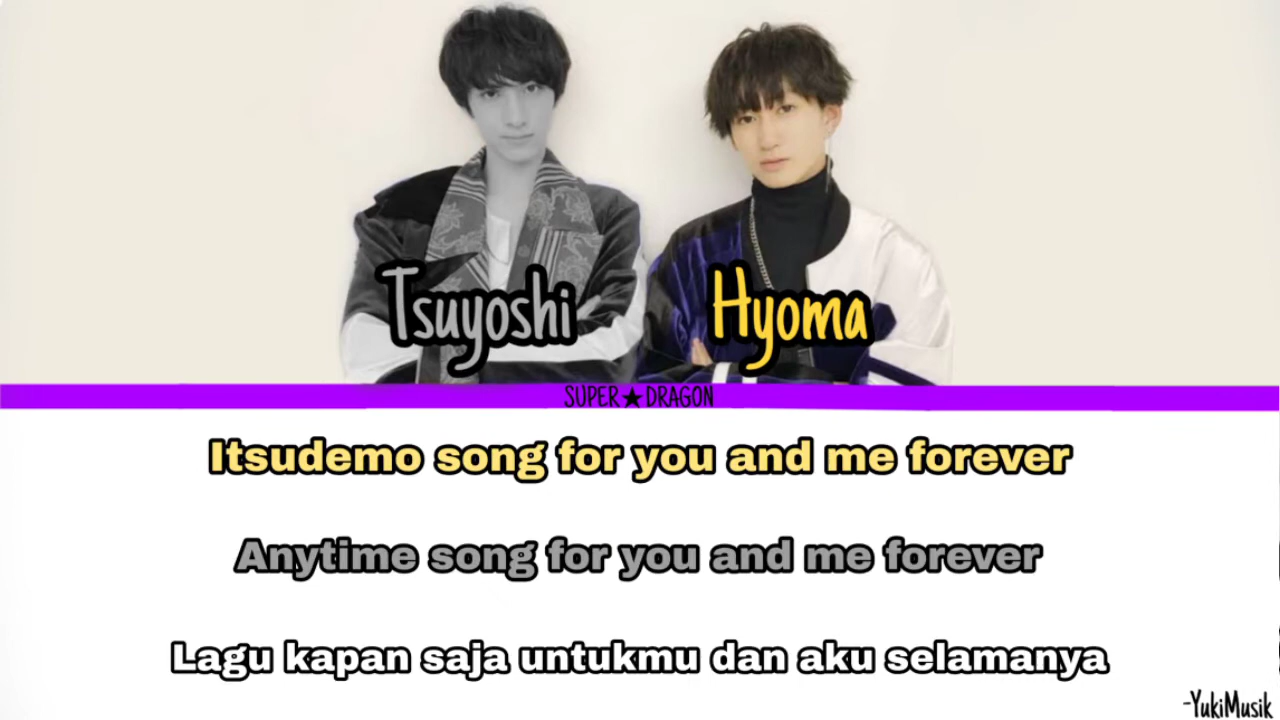 Tsuyoshi Hyoma
SUPER★DRAGON
Itsudemo song for you and me forever
Anytime song for you and me forever
Lagu kapan saja untukmu dan aku selamanya
-YukiMusik